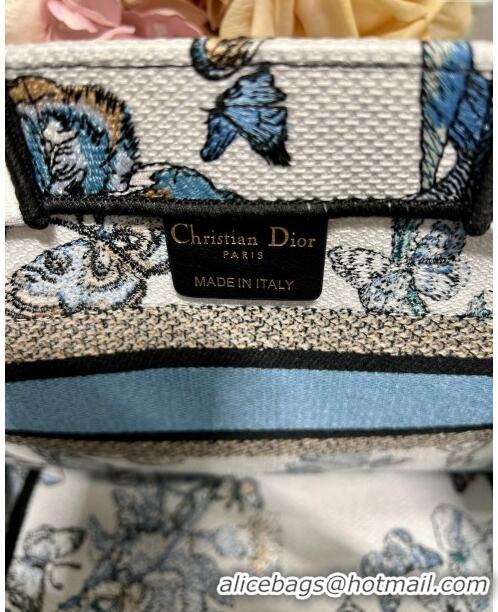 Christian Dior
PARIS
MADE IN ITALY
alicebags@hotmail.com